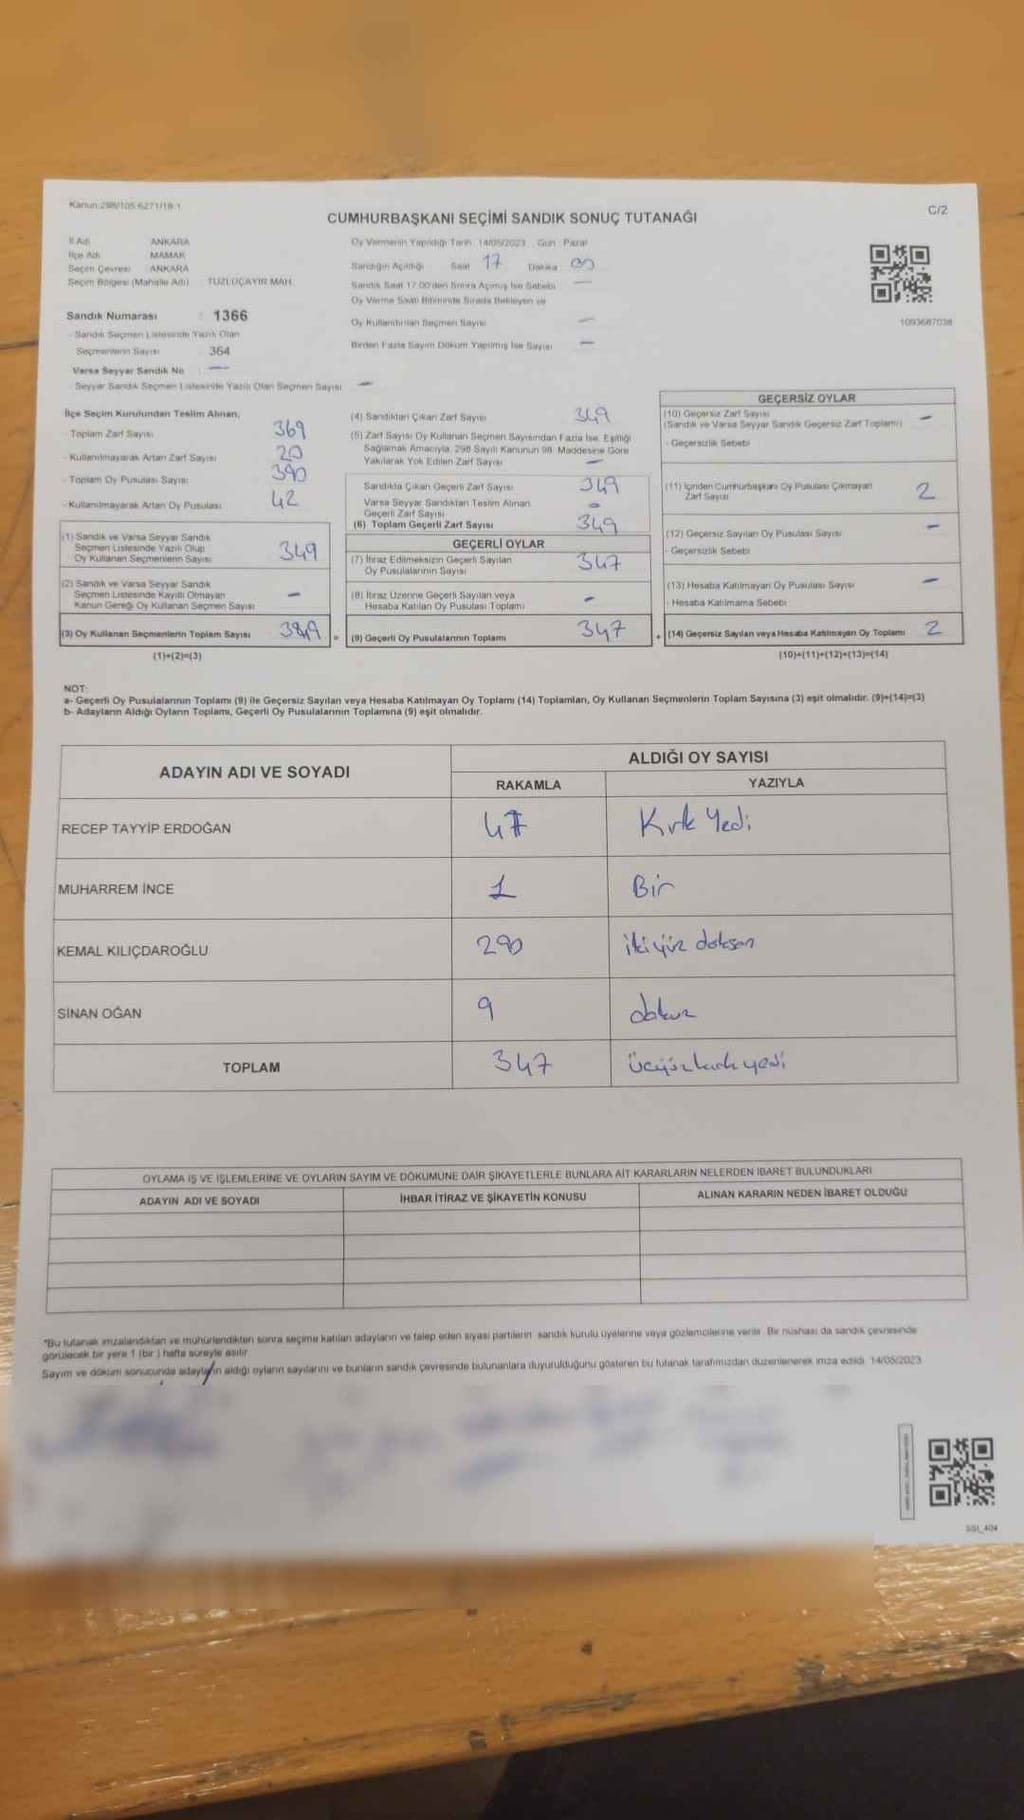 Kanun:298/105 6271/18-1
C/2
CUMHURBAŞKANI SEÇİMİ SANDIK SONUÇ TUTANAĞI
İl Adı ANKARA
İlçe Adı MAMAK
Seçim Çevresi ANKARA
Seçim Bölgesi (Mahalle Adı) TUZLUÇAYIR MAH.
Sandık Numarası : 1366
- Sandık Seçmen Listesinde Yazılı Olan
Seçmenlerin Sayısı 364
Varsa Seyyar Sandık No : —
- Seyyar Sandık Seçmen Listesinde Yazılı Olan Seçmen Sayısı —
Oy Vermenin Yapıldığı Tarih: 14/05/2023 Gün: Pazar
Sandığın Açıldığı Saat 17 Dakika
Sandık Saat 17.00'den Sonra Açılmış İse Sebebi —
Oy Verme Saati Bitiminde Sırada Bekleyen ve
Oy Kullandırılan Seçmen Sayısı —
Birden Fazla Sayım Döküm Yapılmış İse Sayısı —
1093687038
İlçe Seçim Kurulundan Teslim Alınan;
- Toplam Zarf Sayısı 369
- Kullanılmayarak Artan Zarf Sayısı 20
- Toplam Oy Pusulası Sayısı 390
- Kullanılmayarak Artan Oy Pusulası 42
(1) Sandık ve Varsa Seyyar Sandık
Seçmen Listesinde Yazılı Olup
Oy Kullanan Seçmenlerin Sayısı 349
(2) Sandık ve Varsa Seyyar Sandık
Seçmen Listesinde Kayıtlı Olmayan
Kanun Gereği Oy Kullanan Seçmen Sayısı —
(3) Oy Kullanan Seçmenlerin Toplam Sayısı 349 =
(1)+(2)=(3)
(4) Sandıktan Çıkan Zarf Sayısı 349
(5) Zarf Sayısı Oy Kullanan Seçmen Sayısından Fazla İse, Eşitliği
Sağlamak Amacıyla, 298 Sayılı Kanunun 98. Maddesine Göre
Yakılarak Yok Edilen Zarf Sayısı —
Sandıkta Çıkan Geçerli Zarf Sayısı 349
Varsa Seyyar Sandıktan Teslim Alınan
Geçerli Zarf Sayısı -
(6) Toplam Geçerli Zarf Sayısı 349
GEÇERLİ OYLAR
(7) İtiraz Edilmeksizin Geçerli Sayılan
Oy Pusulalarının Sayısı 347
(8) İtiraz Üzerine Geçerli Sayılan veya
Hesaba Katılan Oy Pusulası Toplamı -
(9) Geçerli Oy Pusulalarının Toplamı 347 +
GEÇERSİZ OYLAR
(10) Geçersiz Zarf Sayısı
(Sandık ve Varsa Seyyar Sandık Geçersiz Zarf Toplamı) —
- Geçersizlik Sebebi
(11) İçinden Cumhurbaşkanı Oy Pusulası Çıkmayan
Zarf Sayısı 2
(12) Geçersiz Sayılan Oy Pusulası Sayısı —
- Geçersizlik Sebebi
(13) Hesaba Katılmayan Oy Pusulası Sayısı —
- Hesaba Katılmama Sebebi
(14) Geçersiz Sayılan veya Hesaba Katılmayan Oy Toplamı 2
(10)+(11)+(12)+(13)=(14)
NOT:
a- Geçerli Oy Pusulalarının Toplamı (9) ile Geçersiz Sayılan veya Hesaba Katılmayan Oy Toplamı (14) Toplamları, Oy Kullanan Seçmenlerin Toplam Sayısına (3) eşit olmalıdır. (9)+(14)=(3)
b- Adayların Aldığı Oyların Toplamı, Geçerli Oy Pusulalarının Toplamına (9) eşit olmalıdır.
ADAYIN ADI VE SOYADI
ALDIĞI OY SAYISI
RAKAMLA YAZIYLA
RECEP TAYYİP ERDOĞAN 47 Kırk Yedi
MUHARREM İNCE 1 Bir
KEMAL KILIÇDAROĞLU 290 ikiyüz doksan
SİNAN OĞAN 9 dokuz
TOPLAM 347 üçyüz kırk yedi
OYLAMA İŞ VE İŞLEMLERİNE VE OYLARIN SAYIM VE DÖKÜMÜNE DAİR ŞİKAYETLERLE BUNLARA AİT KARARLARIN NELERDEN İBARET BULUNDUKLARI
ADAYIN ADI VE SOYADI İHBAR İTİRAZ VE ŞİKAYETİN KONUSU ALINAN KARARIN NEDEN İBARET OLDUĞU
*Bu tutanak imzalandıktan ve mühürlendikten sonra seçime katılan adayların ve talep eden siyasi partilerin sandık kurulu üyelerine veya gözlemcilerine verilir. Bir nüshası da sandık çevresinde
görülecek bir yere 1 (bir) hafta süreyle asılır.
Sayım ve döküm sonucunda adayların aldığı oyların sayılarını ve bunların sandık çevresinde bulunanlara duyurulduğunu gösteren bu tutanak tarafımızdan düzenlenerek imza edildi. 14/05/2023
SSI_404